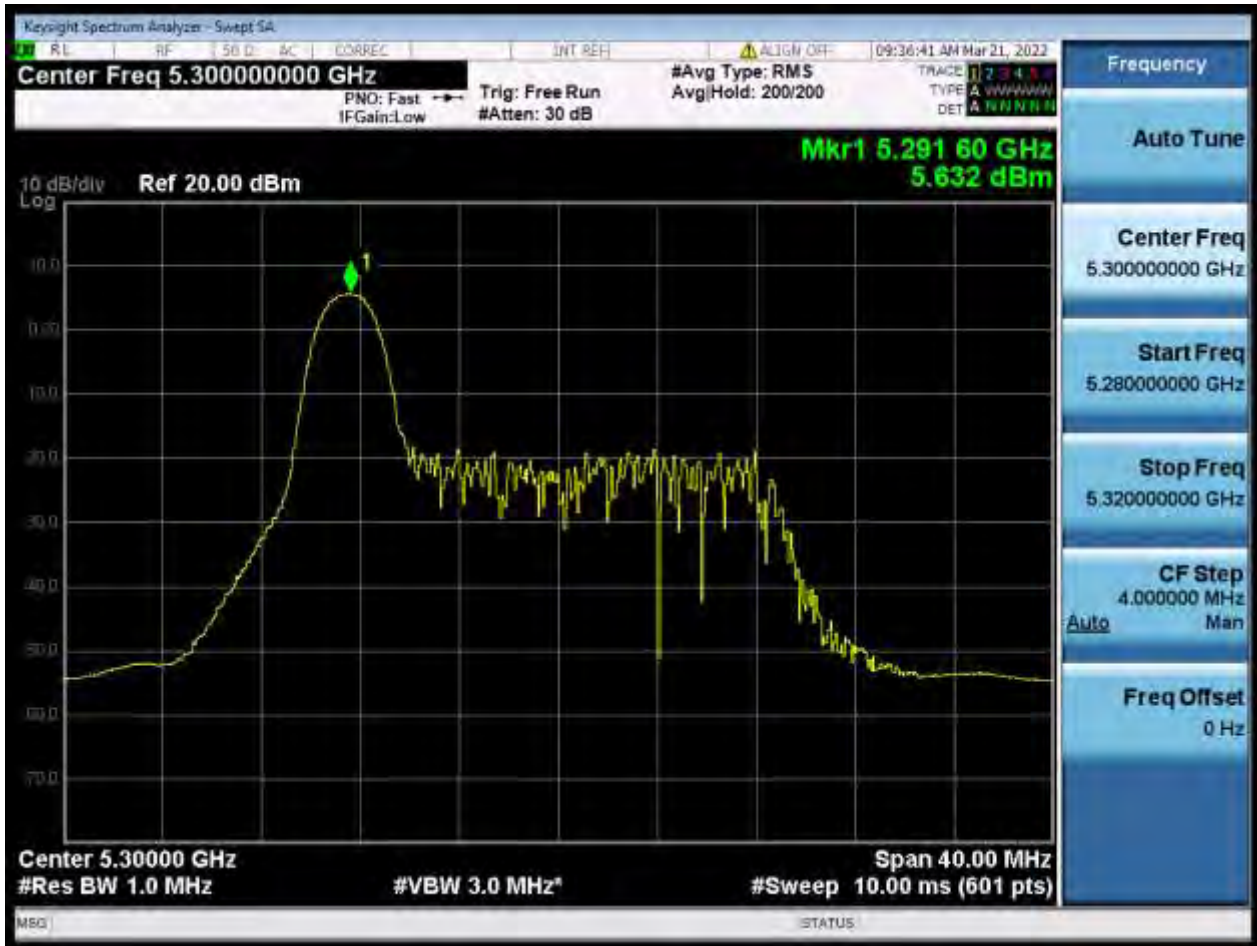 Keysight Spectrum Analyzer - Swept SA
RL RF 50 Ω AC CORREC INT REF ALIGN OFF 09:36:41 AM Mar 21, 2022
Center Freq 5.300000000 GHz
PNO: Fast
IFGain:Low
Trig: Free Run
#Atten: 30 dB
#Avg Type: RMS
Avg|Hold: 200/200
TRACE 1 2 3 4 5 6
TYPE A WWWWW
DET A N N N N N
Mkr1 5.291 60 GHz
5.632 dBm
10 dB/div Ref 20.00 dBm
Log
10.0
0.00
-10.0
-20.0
-30.0
-40.0
-50.0
-60.0
-70.0
1
Center 5.30000 GHz
Span 40.00 MHz
#Res BW 1.0 MHz
#VBW 3.0 MHz*
#Sweep 10.00 ms (601 pts)
MSG
STATUS
Frequency
Auto Tune
Center Freq
5.300000000 GHz
Start Freq
5.280000000 GHz
Stop Freq
5.320000000 GHz
CF Step
4.000000 MHz
Auto Man
Freq Offset
0 Hz